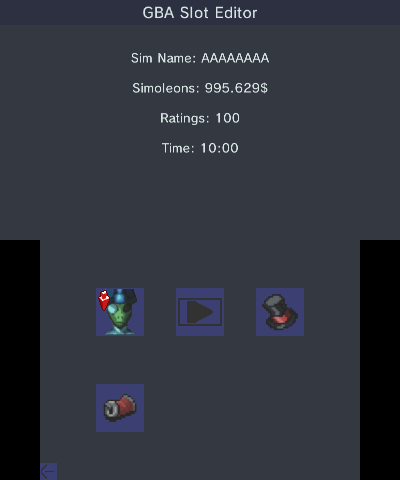 GBA Slot Editor
Sim Name: AAAAAAAA
Simoleons: 995.629$
Ratings: 100
Time: 10:00